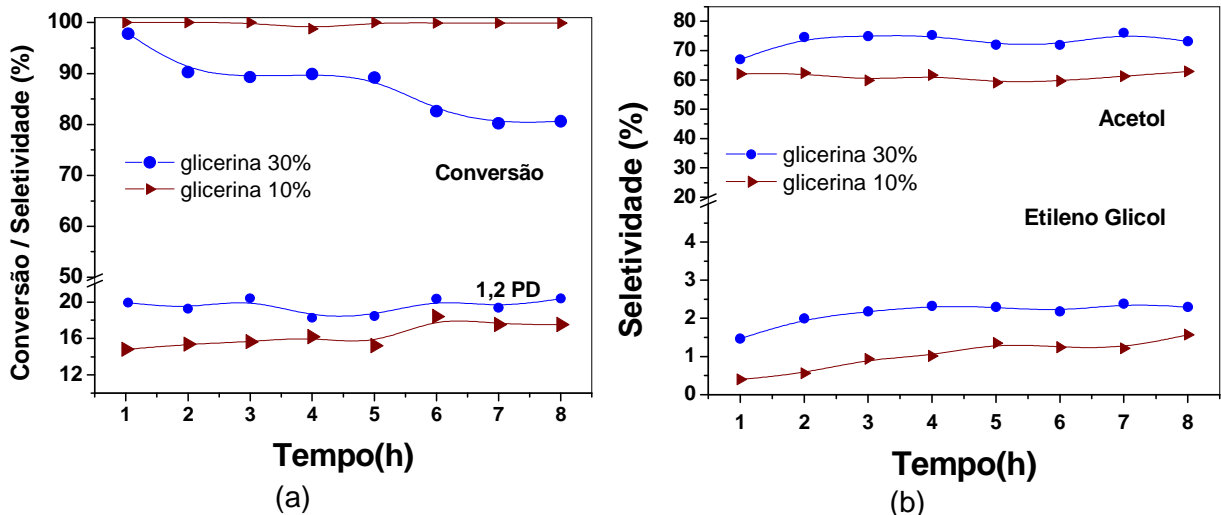 Conversão / Seletividade (%)
100
90
80
70
60
50
20
16
12
glicerina 30%
glicerina 10%
Conversão
1,2 PD
1 2 3 4 5 6 7 8
Tempo(h)
(a)
Seletividade (%)
80
70
60
50
40
30
20
4
3
2
1
0
Acetol
glicerina 30%
glicerina 10%
Etileno Glicol
1 2 3 4 5 6 7 8
Tempo(h)
(b)